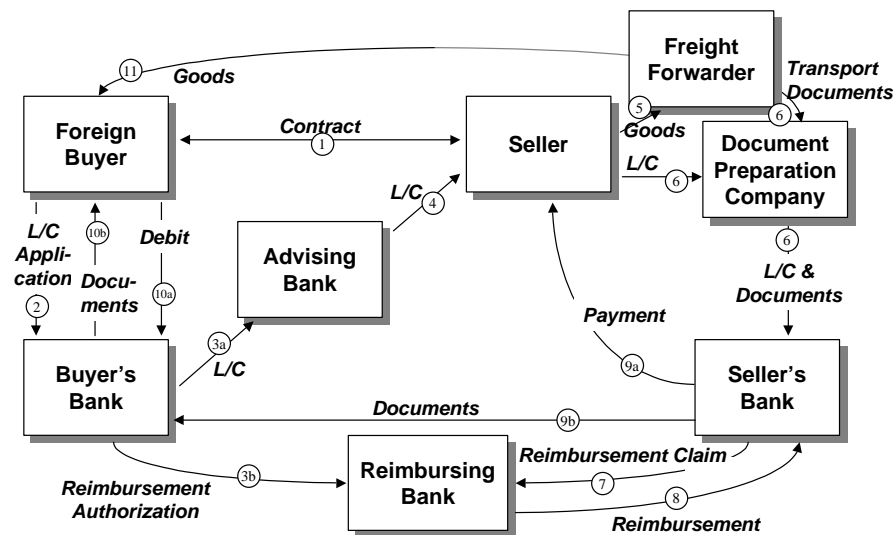 11
Goods
Freight
Forwarder
Transport
Documents
Foreign
Buyer
Contract
1
Seller
5
Goods
6
L/C
6
Document
Preparation
Company
L/C
4
L/C
Appli-
cation
2
10b
Docu-
ments
Debit
10a
Advising
Bank
6
L/C &
Documents
Payment
9a
3a
L/C
Buyer's
Bank
Seller's
Bank
Documents
9b
3b
Reimbursement
Authorization
Reimbursing
Bank
Reimbursement Claim
7
8
Reimbursement